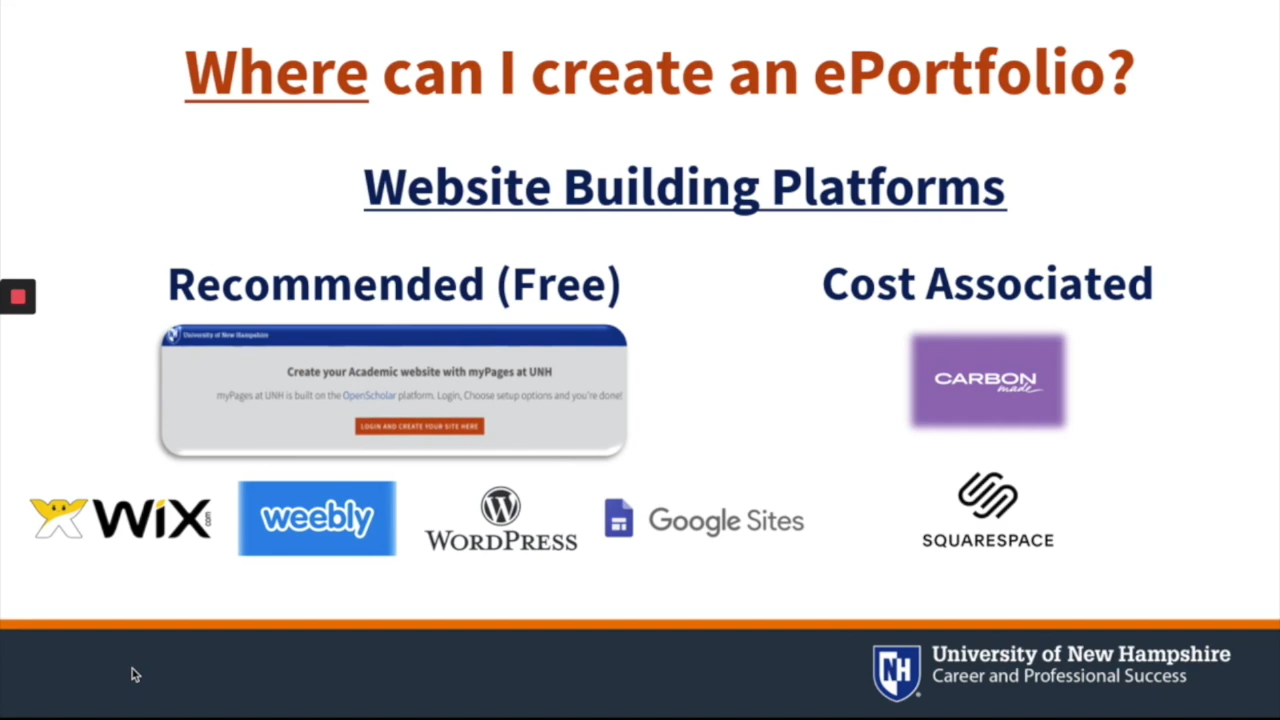 Where can I create an ePortfolio?
Website Building Platforms
Recommended (Free)
Cost Associated
University of New Hampshire
Create your Academic website with myPages at UNH
myPages at UNH is built on the OpenScholar platform. Login, Choose setup options and you're done!
LOGIN AND CREATE YOUR SITE HERE
CARBON
made
WiX.com
weebly
WORDPRESS
Google Sites
SQUARESPACE
NH
University of New Hampshire
Career and Professional Success